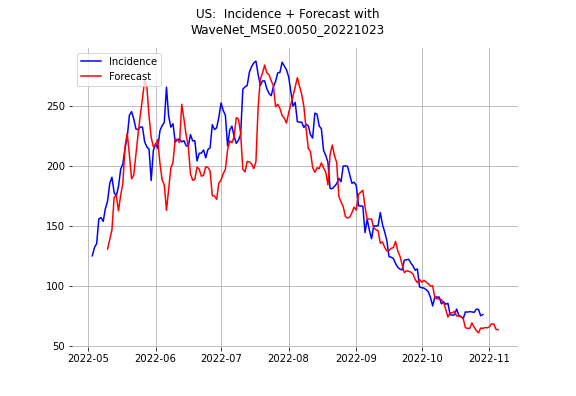 US:  Incidence + Forecast with
WaveNet_MSE0.0050_20221023
Incidence
Forecast
250
200
150
100
50
2022-05 2022-06 2022-07 2022-08 2022-09 2022-10 2022-11